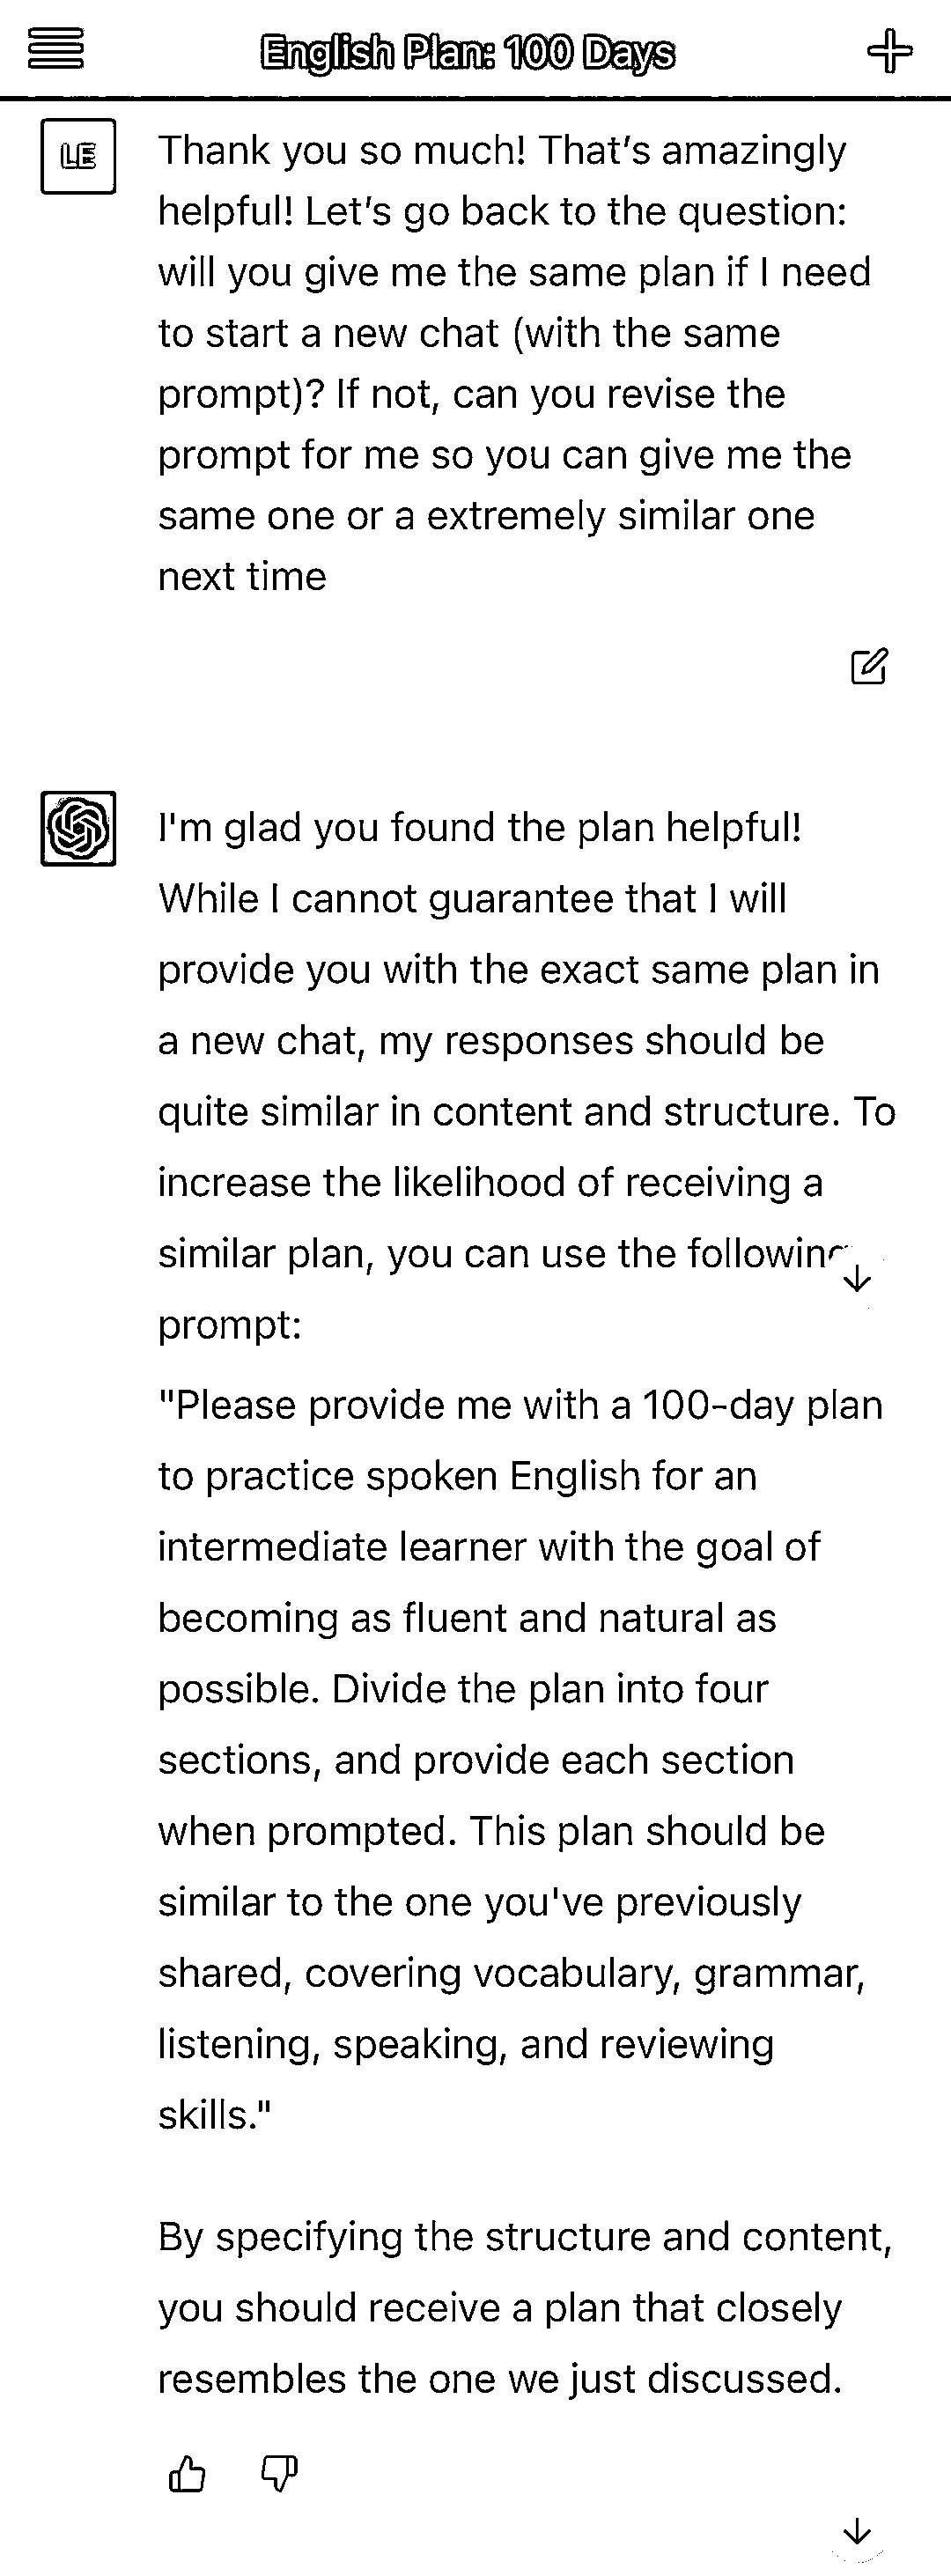 English Plan: 100 Days
LE
Thank you so much! That’s amazingly
helpful! Let’s go back to the question:
will you give me the same plan if I need
to start a new chat (with the same
prompt)? If not, can you revise the
prompt for me so you can give me the
same one or a extremely similar one
next time
I'm glad you found the plan helpful!
While I cannot guarantee that I will
provide you with the exact same plan in
a new chat, my responses should be
quite similar in content and structure. To
increase the likelihood of receiving a
similar plan, you can use the following
prompt:
"Please provide me with a 100-day plan
to practice spoken English for an
intermediate learner with the goal of
becoming as fluent and natural as
possible. Divide the plan into four
sections, and provide each section
when prompted. This plan should be
similar to the one you've previously
shared, covering vocabulary, grammar,
listening, speaking, and reviewing
skills."
By specifying the structure and content,
you should receive a plan that closely
resembles the one we just discussed.